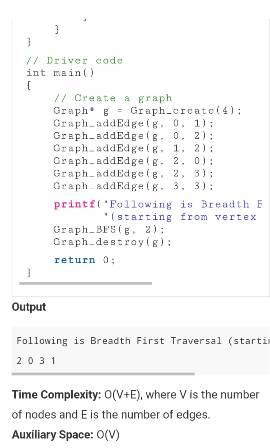 }
}
// Driver code
int main()
{
// Create a graph
Graph* g = Graph_create(4);
Graph_addEdge(g, 0, 1);
Graph_addEdge(g, 0, 2);
Graph_addEdge(g, 1, 2);
Graph_addEdge(g, 2, 0);
Graph_addEdge(g, 2, 3);
Graph_addEdge(g, 3, 3);
printf("Following is Breadth F
"(starting from vertex
Graph_BFS(g, 2);
Graph_destroy(g);
return 0;
}
Output
Following is Breadth First Traversal (starti
2 0 3 1
Time Complexity: O(V+E), where V is the number
of nodes and E is the number of edges.
Auxiliary Space: O(V)